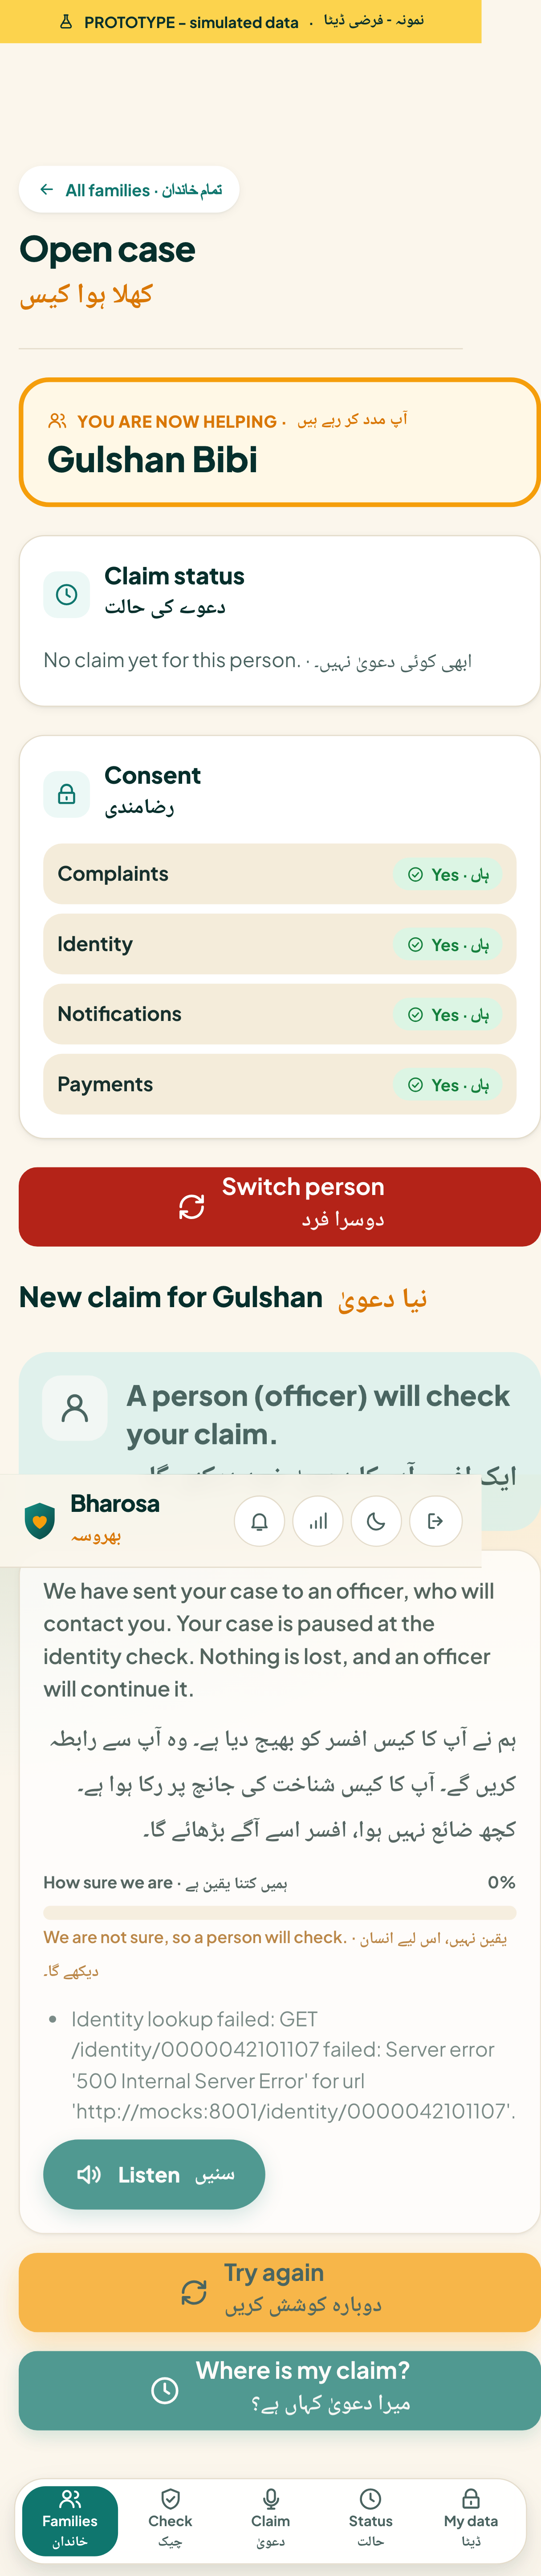 PROTOTYPE - simulated data · نمونہ - فرضی ڈیٹا
All families · تمام خاندان
Open case
کھلا ہوا کیس
YOU ARE NOW HELPING · آپ مدد کر رہے ہیں
Gulshan Bibi
Claim status
دعوے کی حالت
No claim yet for this person. · ابھی کوئی دعویٰ نہیں۔
Consent
رضامندی
Complaints
Yes · ہاں
Identity
Yes · ہاں
Notifications
Yes · ہاں
Payments
Yes · ہاں
Switch person
دوسرا فرد
New claim for Gulshan نیا دعویٰ
A person (officer) will check
your claim.
Bharosa
بھروسہ
We have sent your case to an officer, who will
contact you. Your case is paused at the
identity check. Nothing is lost, and an officer
will continue it.
ہم نے آپ کا کیس افسر کو بھیج دیا ہے۔ وہ آپ سے رابطہ
کریں گے۔ آپ کا کیس شناخت کی جانچ پر رکا ہوا ہے۔
کچھ ضائع نہیں ہوا، افسر اسے آگے بڑھائے گا۔
How sure we are · ہمیں کتنا یقین ہے
0%
We are not sure, so a person will check. · یقین نہیں، اس لیے انسان
دیکھے گا۔
Identity lookup failed: GET
/identity/0000042101107 failed: Server error
'500 Internal Server Error' for url
'http://mocks:8001/identity/0000042101107'.
Listen سنیں
Try again
دوبارہ کوشش کریں
Where is my claim?
میرا دعویٰ کہاں ہے؟
Families
خاندان
Check
چیک
Claim
دعویٰ
Status
حالت
My data
ڈیٹا